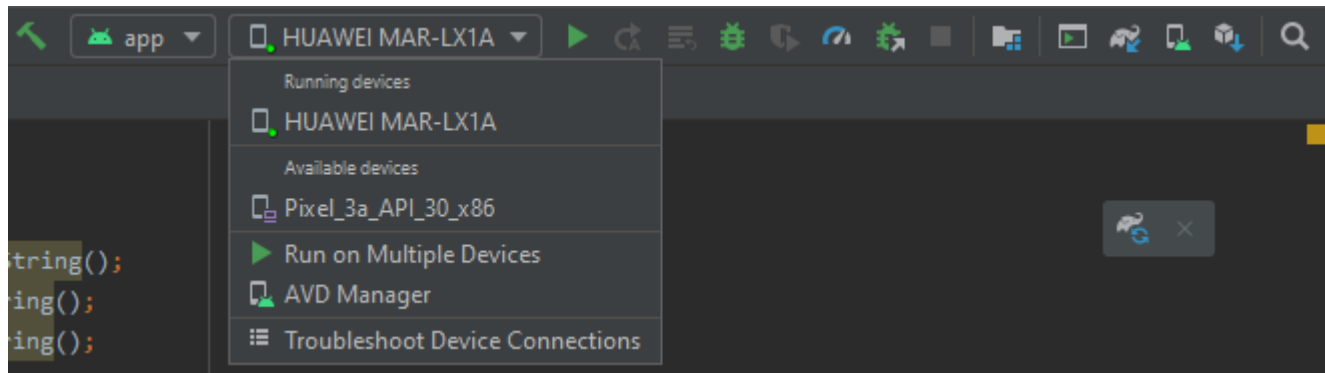 app
HUAWEI MAR-LX1A
Running devices
HUAWEI MAR-LX1A
Available devices
Pixel_3a_API_30_x86
Run on Multiple Devices
AVD Manager
Troubleshoot Device Connections
String();
ring();
ring();